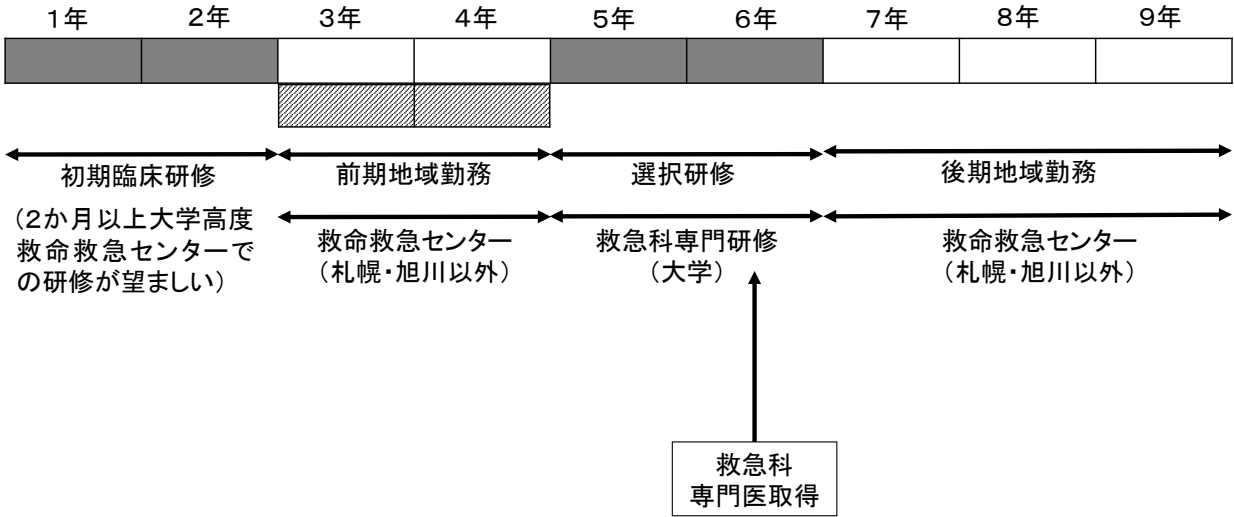 1年 2年 3年 4年 5年 6年 7年 8年 9年
初期臨床研修 前期地域勤務 選択研修 後期地域勤務
（２か月以上大学高度
救命救急センターで
の研修が望ましい）
救命救急センター
（札幌・旭川以外）
救急科専門研修
（大学）
救命救急センター
（札幌・旭川以外）
救急科
専門医取得